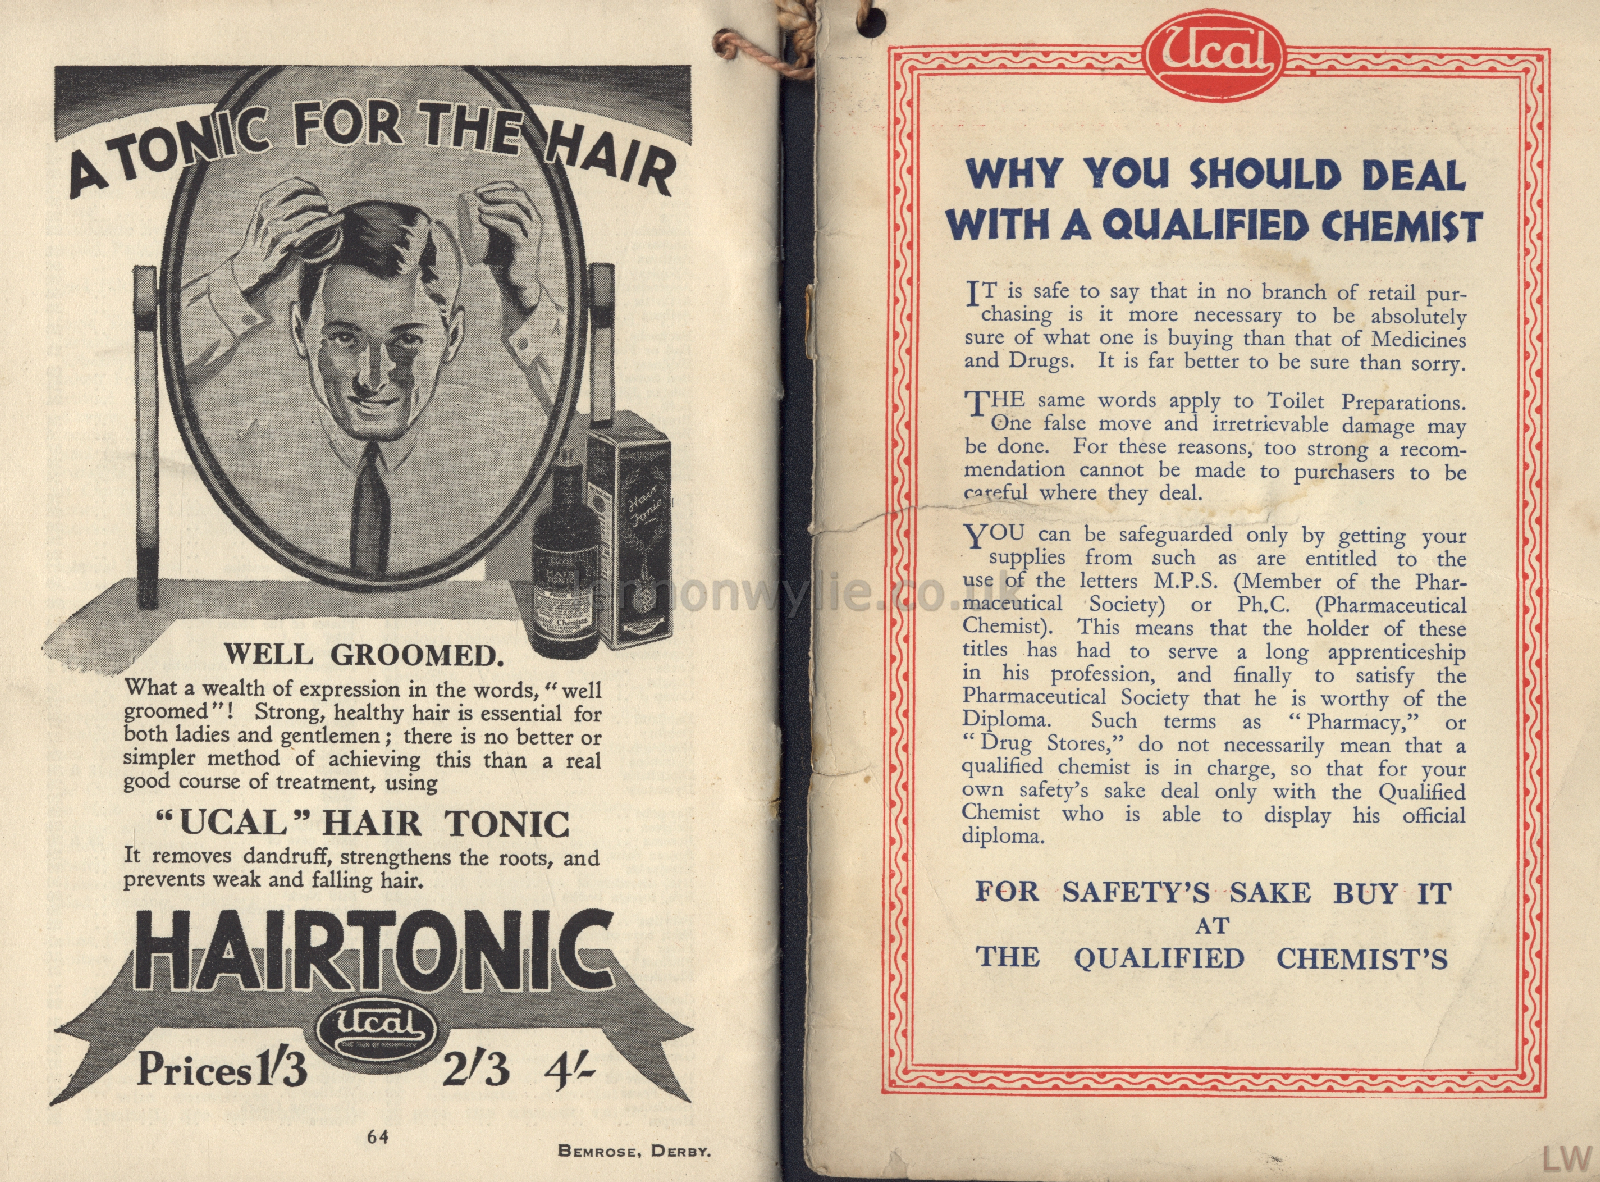 A TONIC FOR THE HAIR
Hair
Tonic
WELL GROOMED.
What a wealth of expression in the words, “well
groomed”! Strong, healthy hair is essential for
both ladies and gentlemen; there is no better or
simpler method of achieving this than a real
good course of treatment, using
“UCAL” HAIR TONIC
It removes dandruff, strengthens the roots, and
prevents weak and falling hair.
HAIRTONIC
Ucal
Prices 1/3 2/3 4/-
64
BEMROSE, DERBY.
Ucal
WHY YOU SHOULD DEAL
WITH A QUALIFIED CHEMIST
IT is safe to say that in no branch of retail pur-
chasing is it more necessary to be absolutely
sure of what one is buying than that of Medicines
and Drugs. It is far better to be sure than sorry.
THE same words apply to Toilet Preparations.
One false move and irretrievable damage may
be done. For these reasons, too strong a recom-
mendation cannot be made to purchasers to be
careful where they deal.
YOU can be safeguarded only by getting your
supplies from such as are entitled to the
use of the letters M.P.S. (Member of the Phar-
maceutical Society) or Ph.C. (Pharmaceutical
Chemist). This means that the holder of these
titles has had to serve a long apprenticeship
in his profession, and finally to satisfy the
Pharmaceutical Society that he is worthy of the
Diploma. Such terms as “Pharmacy,” or
“Drug Stores,” do not necessarily mean that a
qualified chemist is in charge, so that for your
own safety’s sake deal only with the Qualified
Chemist who is able to display his official
diploma.
FOR SAFETY’S SAKE BUY IT
AT
THE QUALIFIED CHEMIST’S
LW